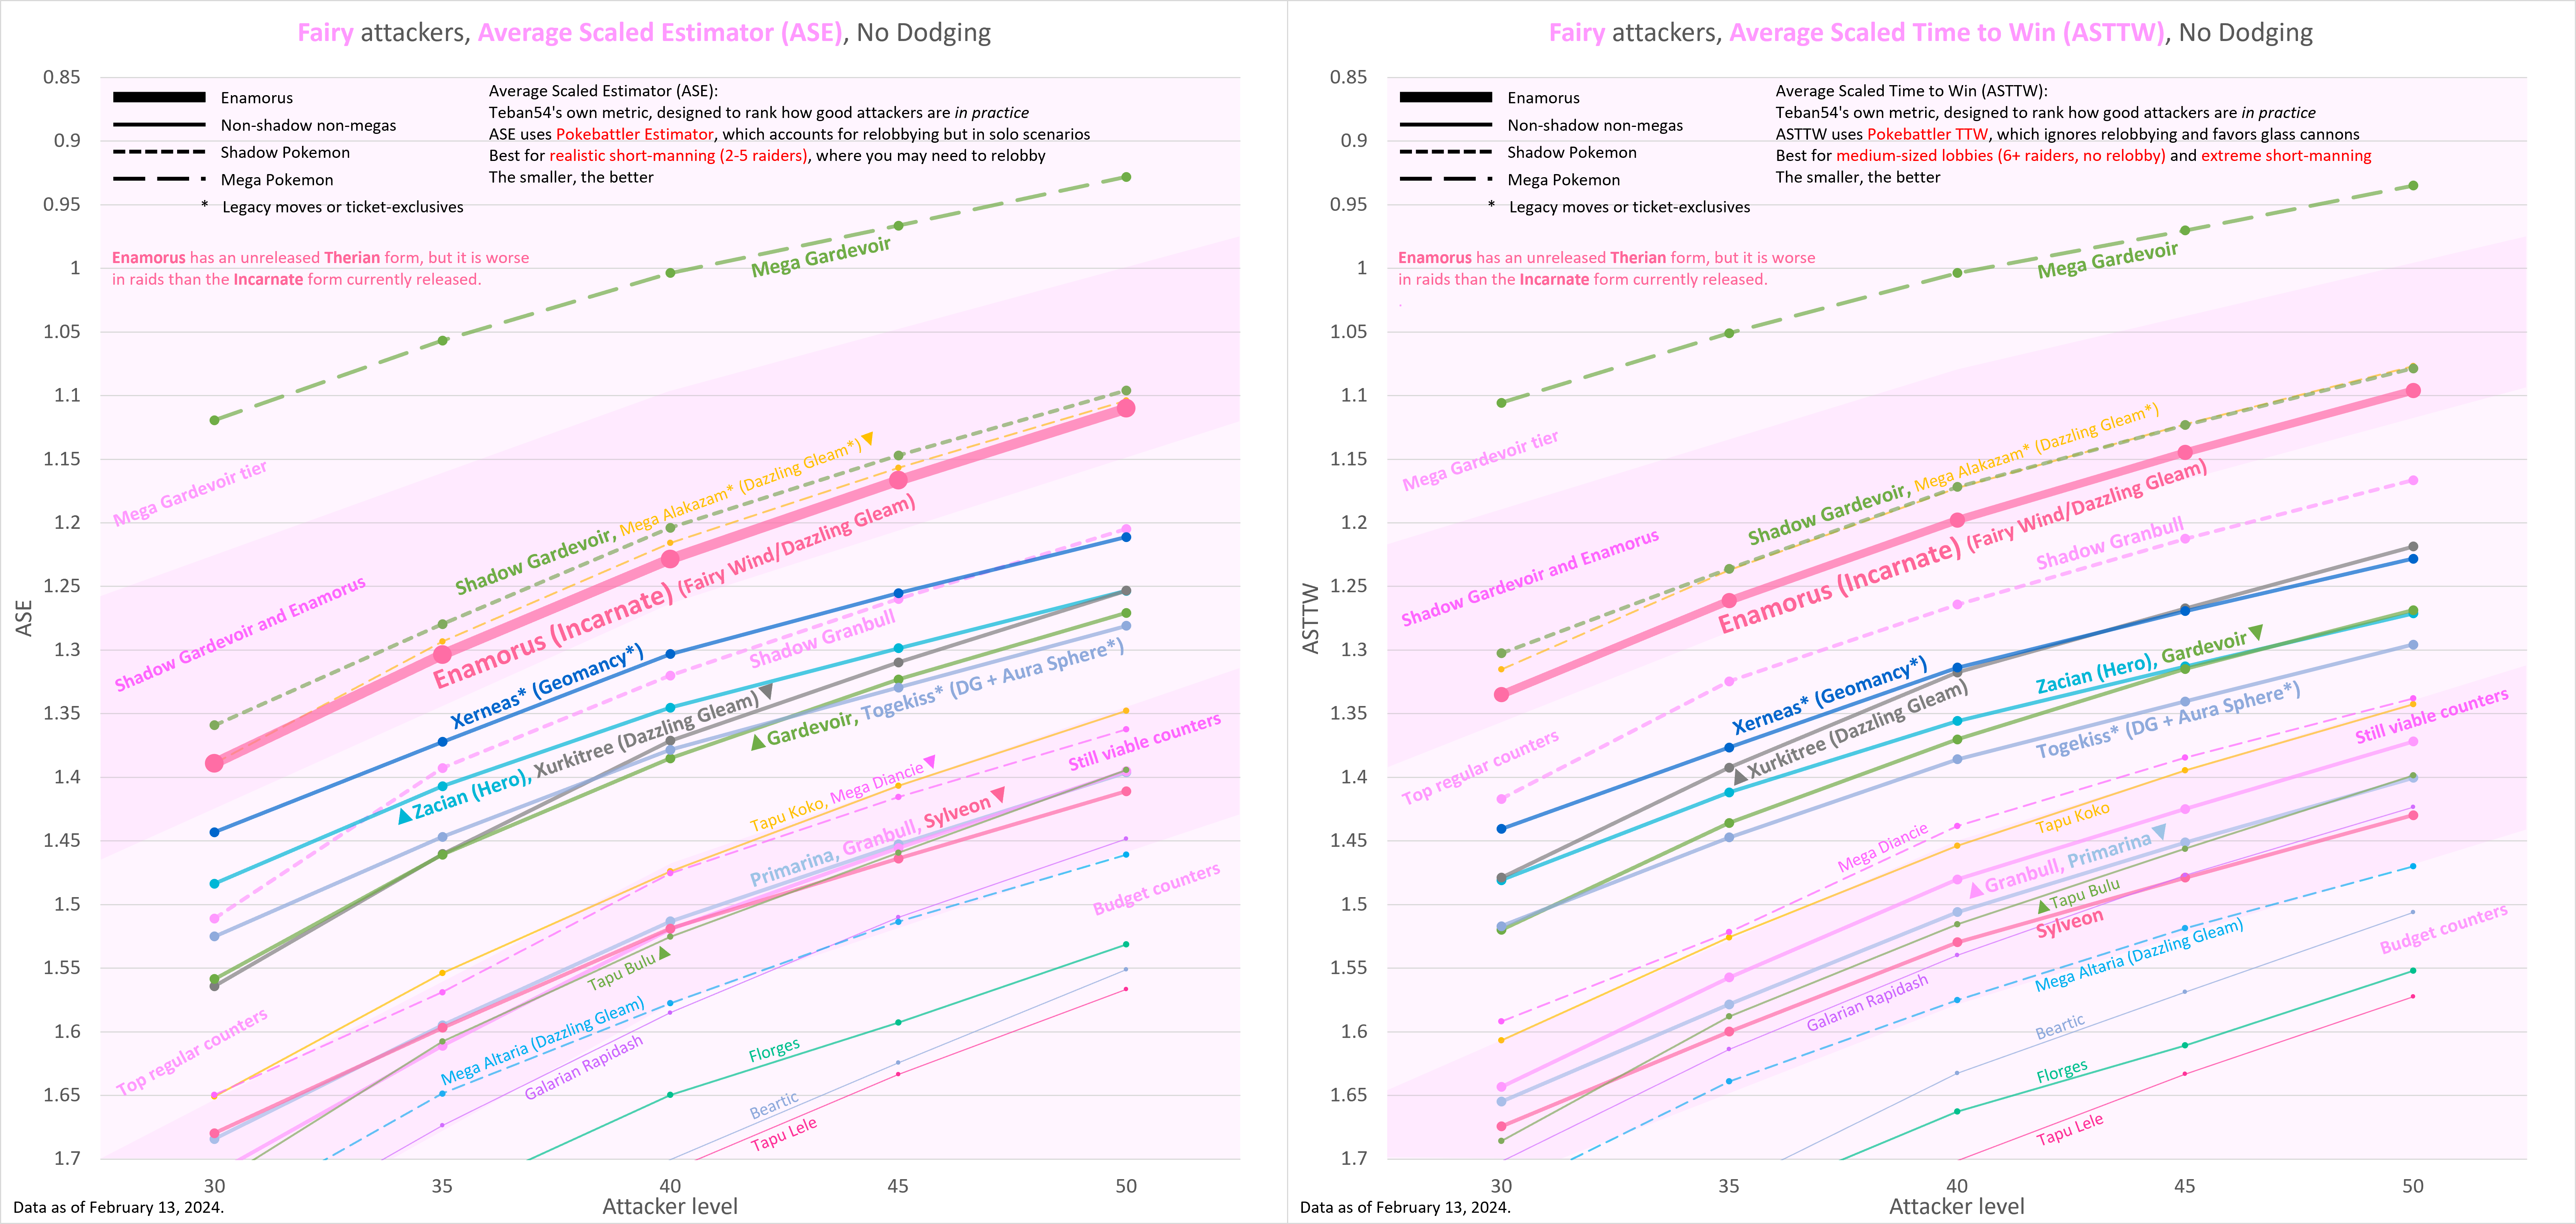 Fairy attackers, Average Scaled Estimator (ASE), No Dodging
0.85
0.9
0.95
1
1.05
1.1
1.15
1.2
1.25
1.3
1.35
1.4
1.45
1.5
1.55
1.6
1.65
1.7
ASE
Enamorus
Non-shadow non-megas
Shadow Pokemon
Mega Pokemon
* Legacy moves or ticket-exclusives
Average Scaled Estimator (ASE):
Teban54's own metric, designed to rank how good attackers are in practice
ASE uses Pokebattler Estimator, which accounts for relobbying but in solo scenarios
Best for realistic short-manning (2-5 raiders), where you may need to relobby
The smaller, the better
Enamorus has an unreleased Therian form, but it is worse
in raids than the Incarnate form currently released.
Mega Gardevoir
Mega Gardevoir tier
Shadow Gardevoir, Mega Alakazam* (Dazzling Gleam*)▼
Enamorus (Incarnate) (Fairy Wind/Dazzling Gleam)
Shadow Gardevoir and Enamorus
Xerneas* (Geomancy*)
Shadow Granbull
▲Zacian (Hero), Xurkitree (Dazzling Gleam)▼
▲Gardevoir, Togekiss* (DG + Aura Sphere*)
Still viable counters
Tapu Koko, Mega Diancie▼
Primarina, Granbull, Sylveon▼
Tapu Bulu▲
Budget counters
Top regular counters
Mega Altaria (Dazzling Gleam)
Galarian Rapidash
Florges
Beartic
Tapu Lele
30 35 40 45 50
Attacker level
Data as of February 13, 2024.
Fairy attackers, Average Scaled Time to Win (ASTTW), No Dodging
0.85
0.9
0.95
1
1.05
1.1
1.15
1.2
1.25
1.3
1.35
1.4
1.45
1.5
1.55
1.6
1.65
1.7
ASTTW
Enamorus
Non-shadow non-megas
Shadow Pokemon
Mega Pokemon
* Legacy moves or ticket-exclusives
Average Scaled Time to Win (ASTTW):
Teban54's own metric, designed to rank how good attackers are in practice
ASTTW uses Pokebattler TTW, which ignores relobbying and favors glass cannons
Best for medium-sized lobbies (6+ raiders, no relobby) and extreme short-manning
The smaller, the better
Enamorus has an unreleased Therian form, but it is worse
in raids than the Incarnate form currently released.
.
Mega Gardevoir
Mega Gardevoir tier
Shadow Gardevoir, Mega Alakazam* (Dazzling Gleam*)
Enamorus (Incarnate) (Fairy Wind/Dazzling Gleam)
Shadow Gardevoir and Enamorus
Shadow Granbull
Xerneas* (Geomancy*)
Zacian (Hero), Gardevoir▼
▲Xurkitree (Dazzling Gleam)
Togekiss* (DG + Aura Sphere*)
Top regular counters
Still viable counters
Mega Diancie
Tapu Koko
▲Granbull, Primarina▼
▲Tapu Bulu
Sylveon
Budget counters
Mega Altaria (Dazzling Gleam)
Galarian Rapidash
Beartic
Florges
Tapu Lele
30 35 40 45 50
Attacker level
Data as of February 13, 2024.